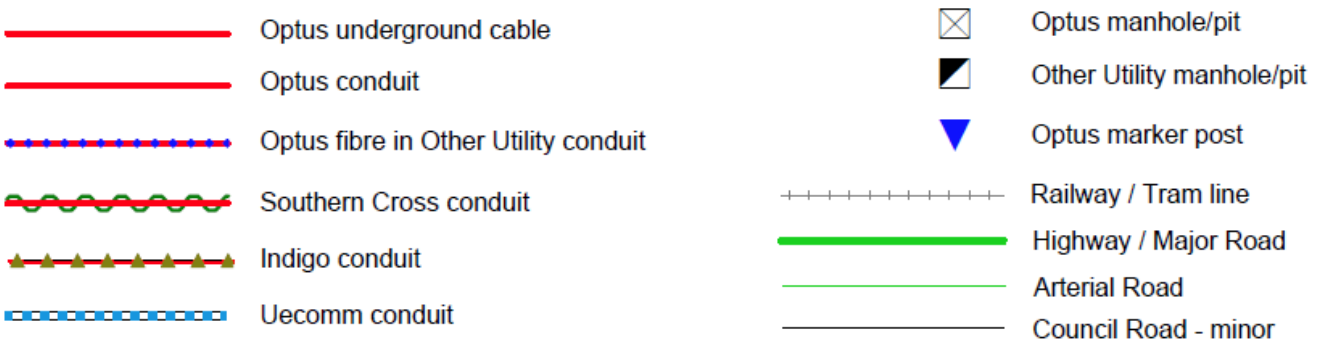 Optus underground cable
Optus conduit
Optus fibre in Other Utility conduit
Southern Cross conduit
Indigo conduit
Uecomm conduit
Optus manhole/pit
Other Utility manhole/pit
Optus marker post
Railway / Tram line
Highway / Major Road
Arterial Road
Council Road - minor